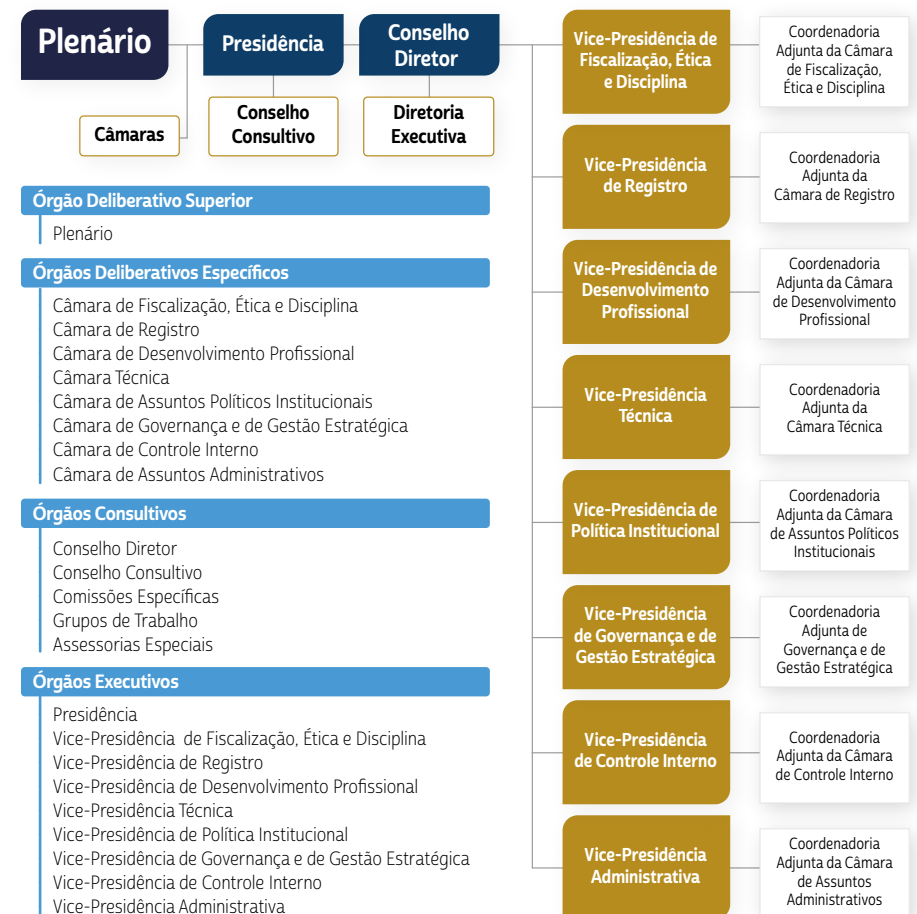 Plenário
Presidência
Conselho
Diretor
Câmaras
Conselho
Consultivo
Diretoria
Executiva
Órgão Deliberativo Superior
Plenário
Órgãos Deliberativos Específicos
Câmara de Fiscalização, Ética e Disciplina
Câmara de Registro
Câmara de Desenvolvimento Profissional
Câmara Técnica
Câmara de Assuntos Políticos Institucionais
Câmara de Governança e de Gestão Estratégica
Câmara de Controle Interno
Câmara de Assuntos Administrativos
Órgãos Consultivos
Conselho Diretor
Conselho Consultivo
Comissões Específicas
Grupos de Trabalho
Assessorias Especiais
Órgãos Executivos
Presidência
Vice-Presidência de Fiscalização, Ética e Disciplina
Vice-Presidência de Registro
Vice-Presidência de Desenvolvimento Profissional
Vice-Presidência Técnica
Vice-Presidência de Política Institucional
Vice-Presidência de Governança e de Gestão Estratégica
Vice-Presidência de Controle Interno
Vice-Presidência Administrativa
Vice-Presidência de
Fiscalização, Ética
e Disciplina
Coordenadoria
Adjunta da Câmara
de Fiscalização,
Ética e Disciplina
Vice-Presidência
de Registro
Coordenadoria
Adjunta da
Câmara de Registro
Vice-Presidência de
Desenvolvimento
Profissional
Coordenadoria
Adjunta da Câmara
de Desenvolvimento
Profissional
Vice-Presidência
Técnica
Coordenadoria
Adjunta da
Câmara Técnica
Vice-Presidência de
Política Institucional
Coordenadoria
Adjunta da Câmara
de Assuntos Políticos
Institucionais
Vice-Presidência
de Governança e de
Gestão Estratégica
Coordenadoria
Adjunta de
Governança e de
Gestão Estratégica
Vice-Presidência
de Controle Interno
Coordenadoria
Adjunta da Câmara
de Controle Interno
Vice-Presidência
Administrativa
Coordenadoria
Adjunta da Câmara
de Assuntos
Administrativos